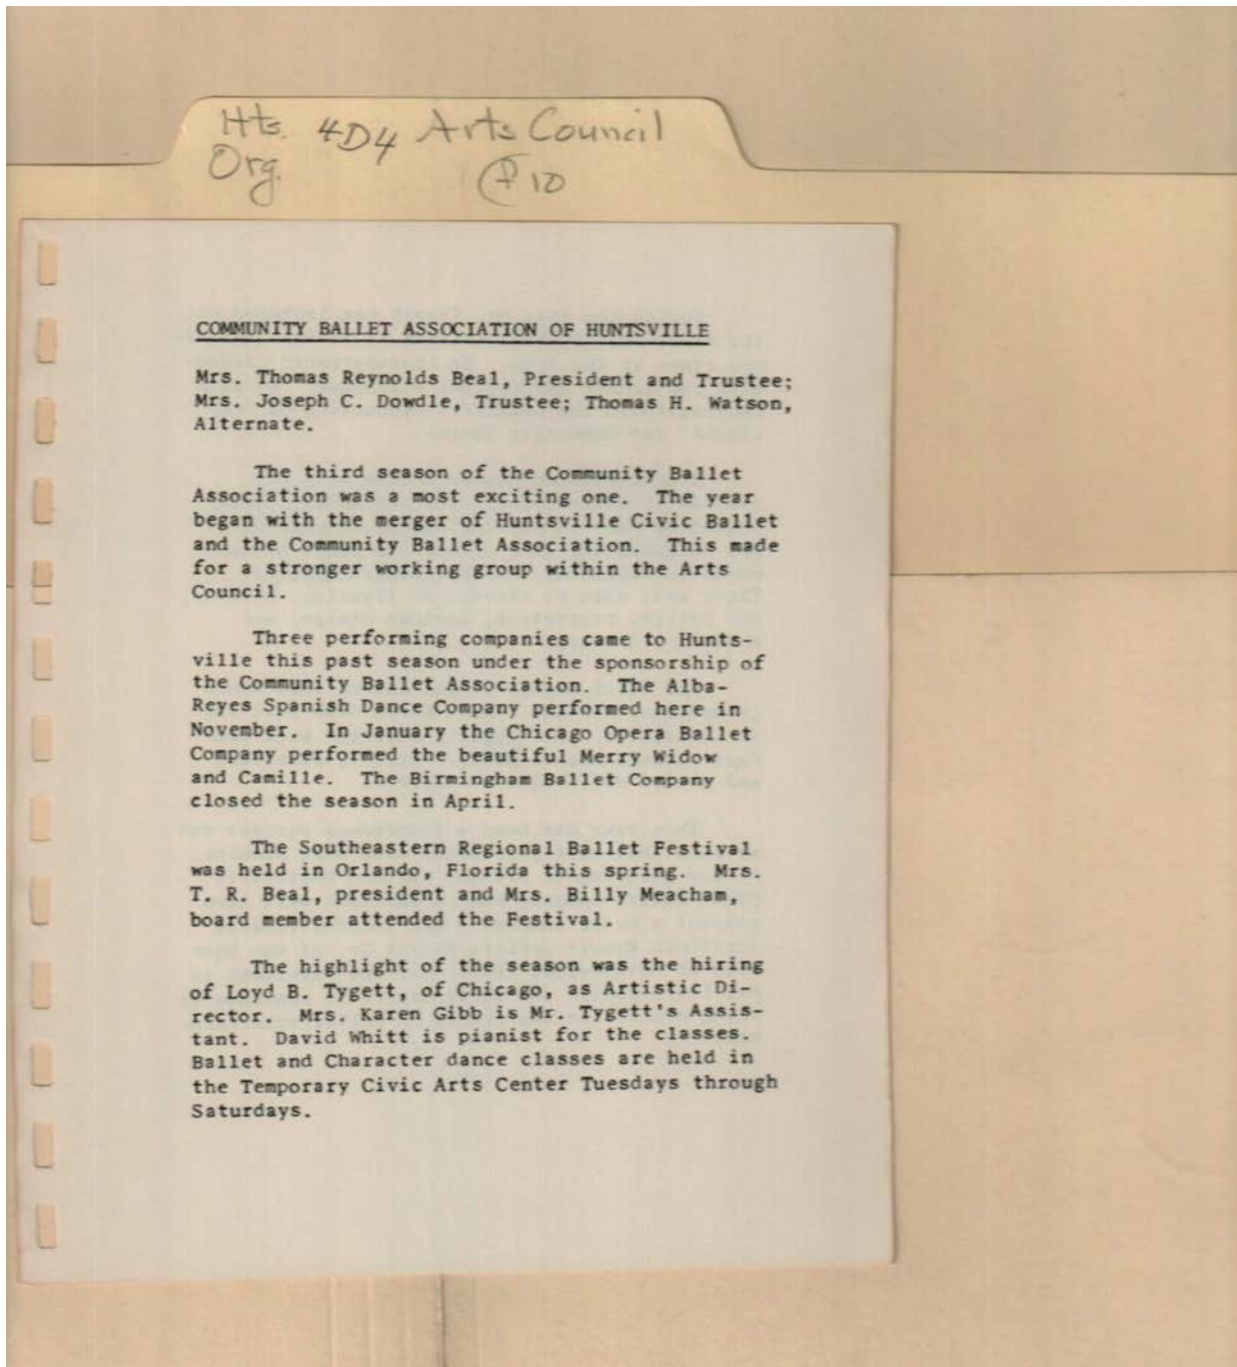 Hts. 4D4 Arts Council
Org. P 10
COMMUNITY BALLET ASSOCIATION OF HUNTSVILLE
Mrs. Thomas Reynolds Beal, President and Trustee;
Mrs. Joseph C. Dowdle, Trustee; Thomas H. Watson,
Alternate.
The third season of the Community Ballet
Association was a most exciting one. The year
began with the merger of Huntsville Civic Ballet
and the Community Ballet Association. This made
for a stronger working group within the Arts
Council.
Three performing companies came to Hunts-
ville this past season under the sponsorship of
the Community Ballet Association. The Alba-
Reyes Spanish Dance Company performed here in
November. In January the Chicago Opera Ballet
Company performed the beautiful Merry Widow
and Camille. The Birmingham Ballet Company
closed the season in April.
The Southeastern Regional Ballet Festival
was held in Orlando, Florida this spring. Mrs.
T. R. Beal, president and Mrs. Billy Meacham,
board member attended the Festival.
The highlight of the season was the hiring
of Loyd B. Tygett, of Chicago, as Artistic Di-
rector. Mrs. Karen Gibb is Mr. Tygett's Assis-
tant. David Whitt is pianist for the classes.
Ballet and Character dance classes are held in
the Temporary Civic Arts Center Tuesdays through
Saturdays.